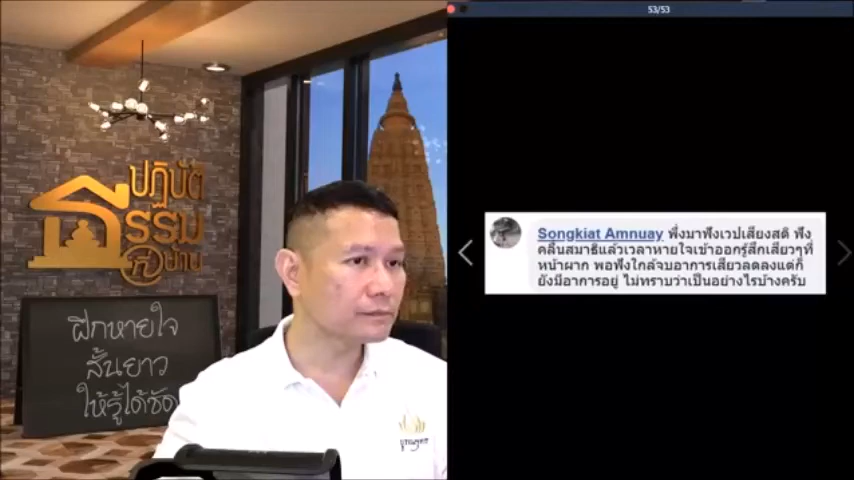 53/53
ปฏิบัติ
ธรรม
ที่บ้าน
ฝึกหายใจ
สั้นยาว
ให้รู้ได้ชัด
Songkiat Amnuay พึ่งมาฟังเวปเสียงสติ ฟัง
คลื่นสมาธิแล้วเวลาหายใจเข้าออกรู้สึกเสียวๆที่
หน้าผาก พอฟังใกล้จบอาการเสียวลดลงแต่ก็
ยังมีอาการอยู่ ไม่ทราบว่าเป็นอย่างไรบ้างครับ